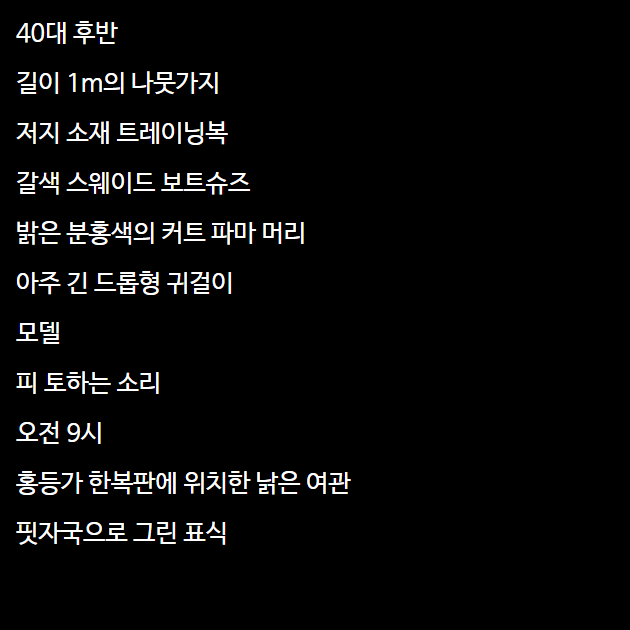 40대 후반
길이 1m의 나뭇가지
저지 소재 트레이닝복
갈색 스웨이드 보트슈즈
밝은 분홍색의 커트 파마 머리
아주 긴 드롭형 귀걸이
모델
피 토하는 소리
오전 9시
홍등가 한복판에 위치한 낡은 여관
핏자국으로 그린 표식